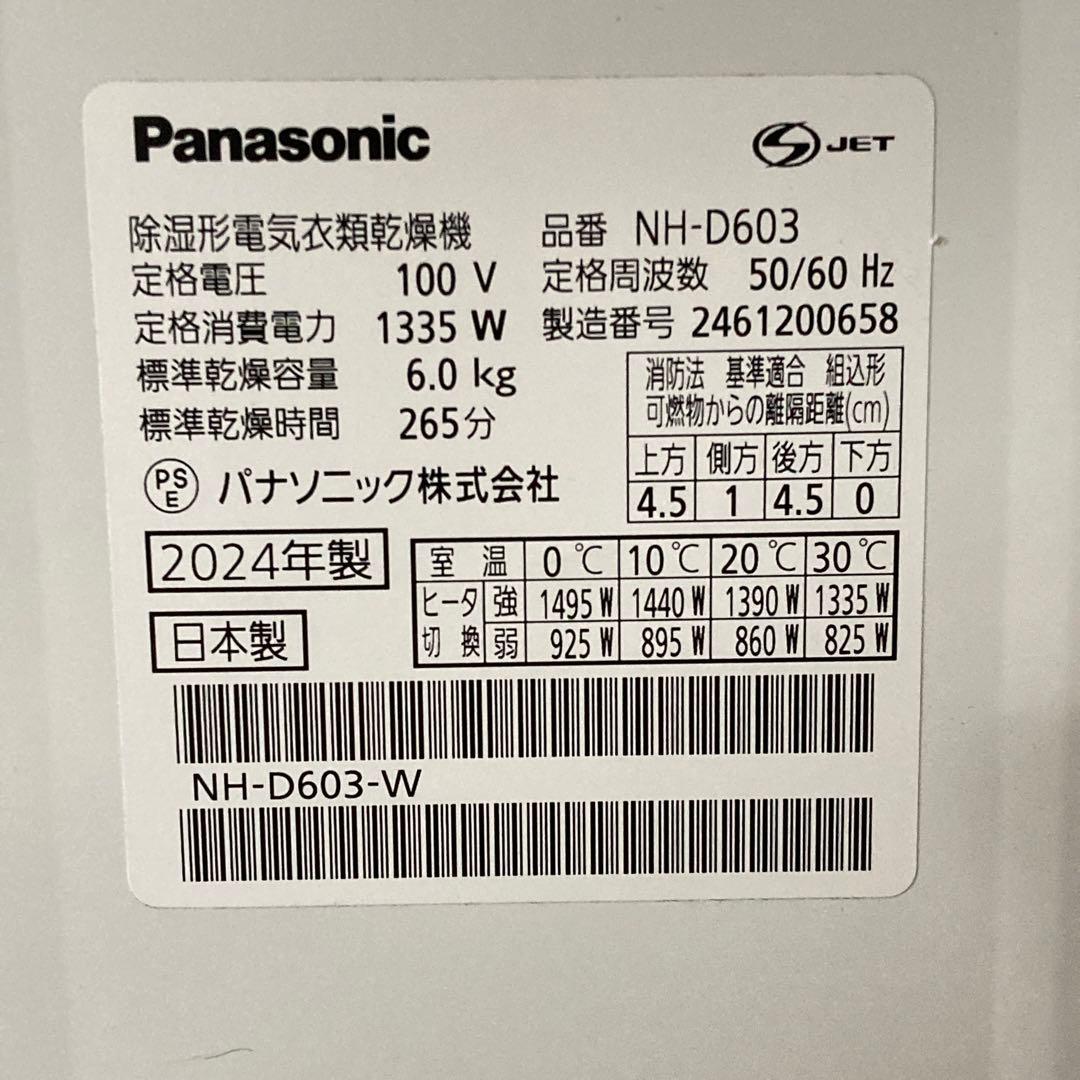 Panasonic
S JET
除湿形電気衣類乾燥機 品番 NH-D603
定格電圧 100 V 定格周波数 50/60 Hz
定格消費電力 1335 W 製造番号 2461200658
標準乾燥容量 6.0 kg
標準乾燥時間 265分
消防法 基準適合 組込形
可燃物からの離隔距離(cm)
上方 側方 後方 下方
4.5 1 4.5 0
PSE パナソニック株式会社
2024年製
日本製
室温 0℃ 10℃ 20℃ 30℃
ヒータ 強 1495 W 1440 W 1390 W 1335 W
切換 弱 925 W 895 W 860 W 825 W
NH-D603-W